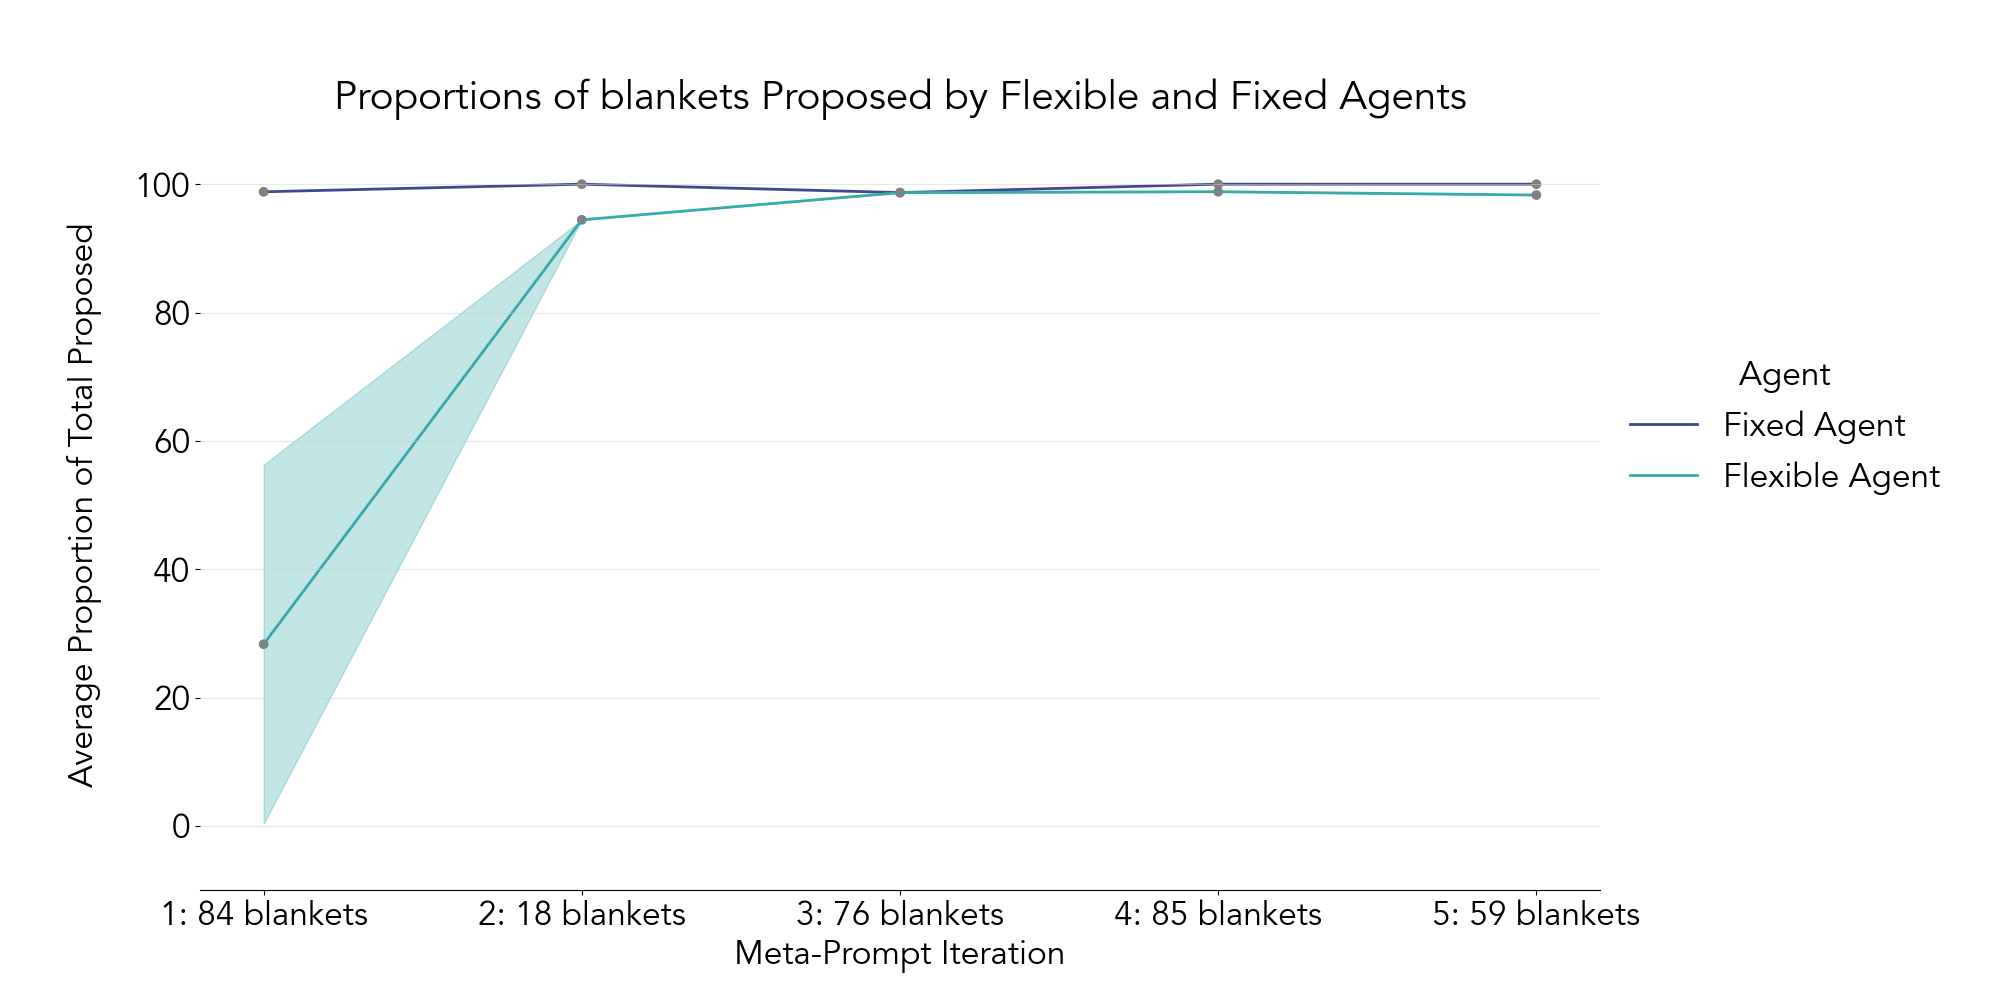 Proportions of blankets Proposed by Flexible and Fixed Agents
Average Proportion of Total Proposed
100
80
60
40
20
0
1: 84 blankets
2: 18 blankets
3: 76 blankets
4: 85 blankets
5: 59 blankets
Meta-Prompt Iteration
Agent
Fixed Agent
Flexible Agent